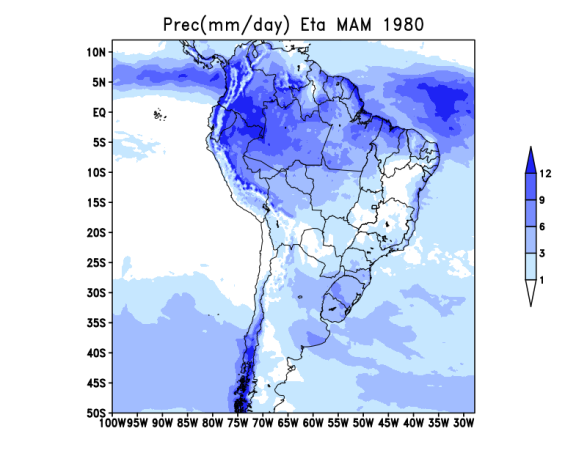 Prec(mm/day) Eta MAM 1980
10N
5N
EQ
5S
10S
15S
20S
25S
30S
35S
40S
45S
50S
100W 95W 90W 85W 80W 75W 70W 65W 60W 55W 50W 45W 40W 35W 30W
12
9
6
3
1